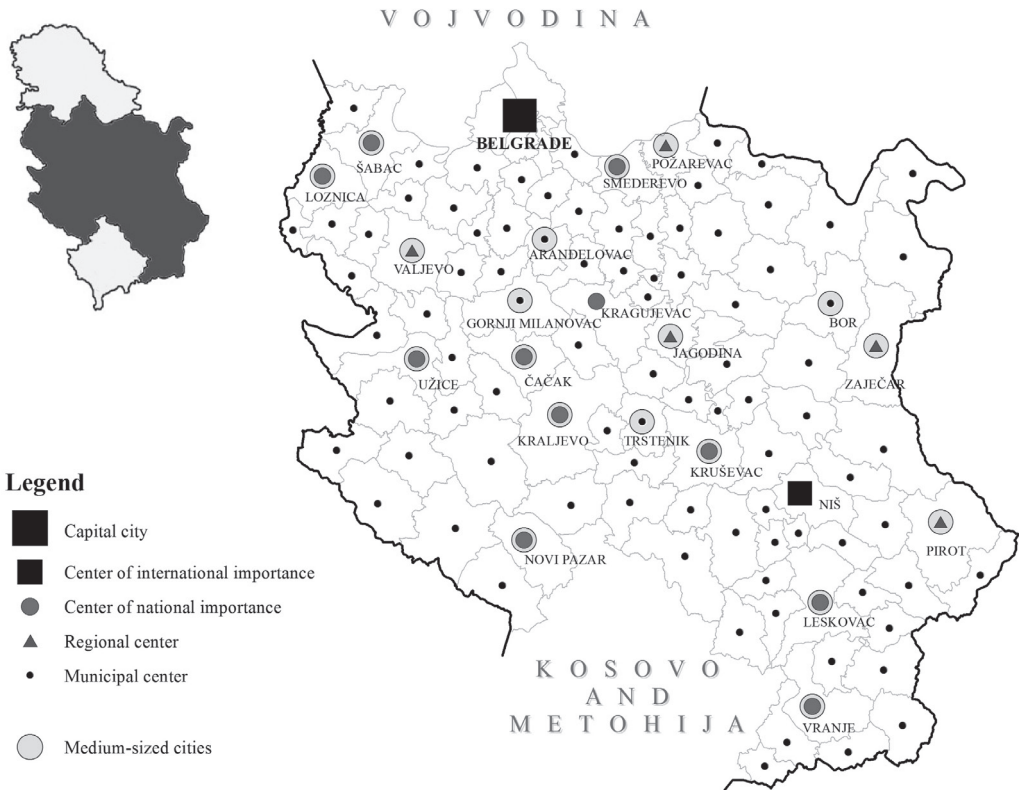 VOJVODINA
BELGRADE
ŠABAC
POŽAREVAC
SMEDEREVO
LOZNICA
ARANĐELOVAC
VALJEVO
GORNJI MILANOVAC
KRAGUJEVAC
BOR
JAGODINA
UŽICE
ČAČAK
ZAJEČAR
KRALJEVO
TRSTENIK
KRUŠEVAC
Legend
Capital city
Center of international importance
Center of national importance
Regional center
Municipal center
Medium-sized cities
NIŠ
PIROT
NOVI PAZAR
LESKOVAC
KOSOVO
AND
METOHIJA
VRANJE